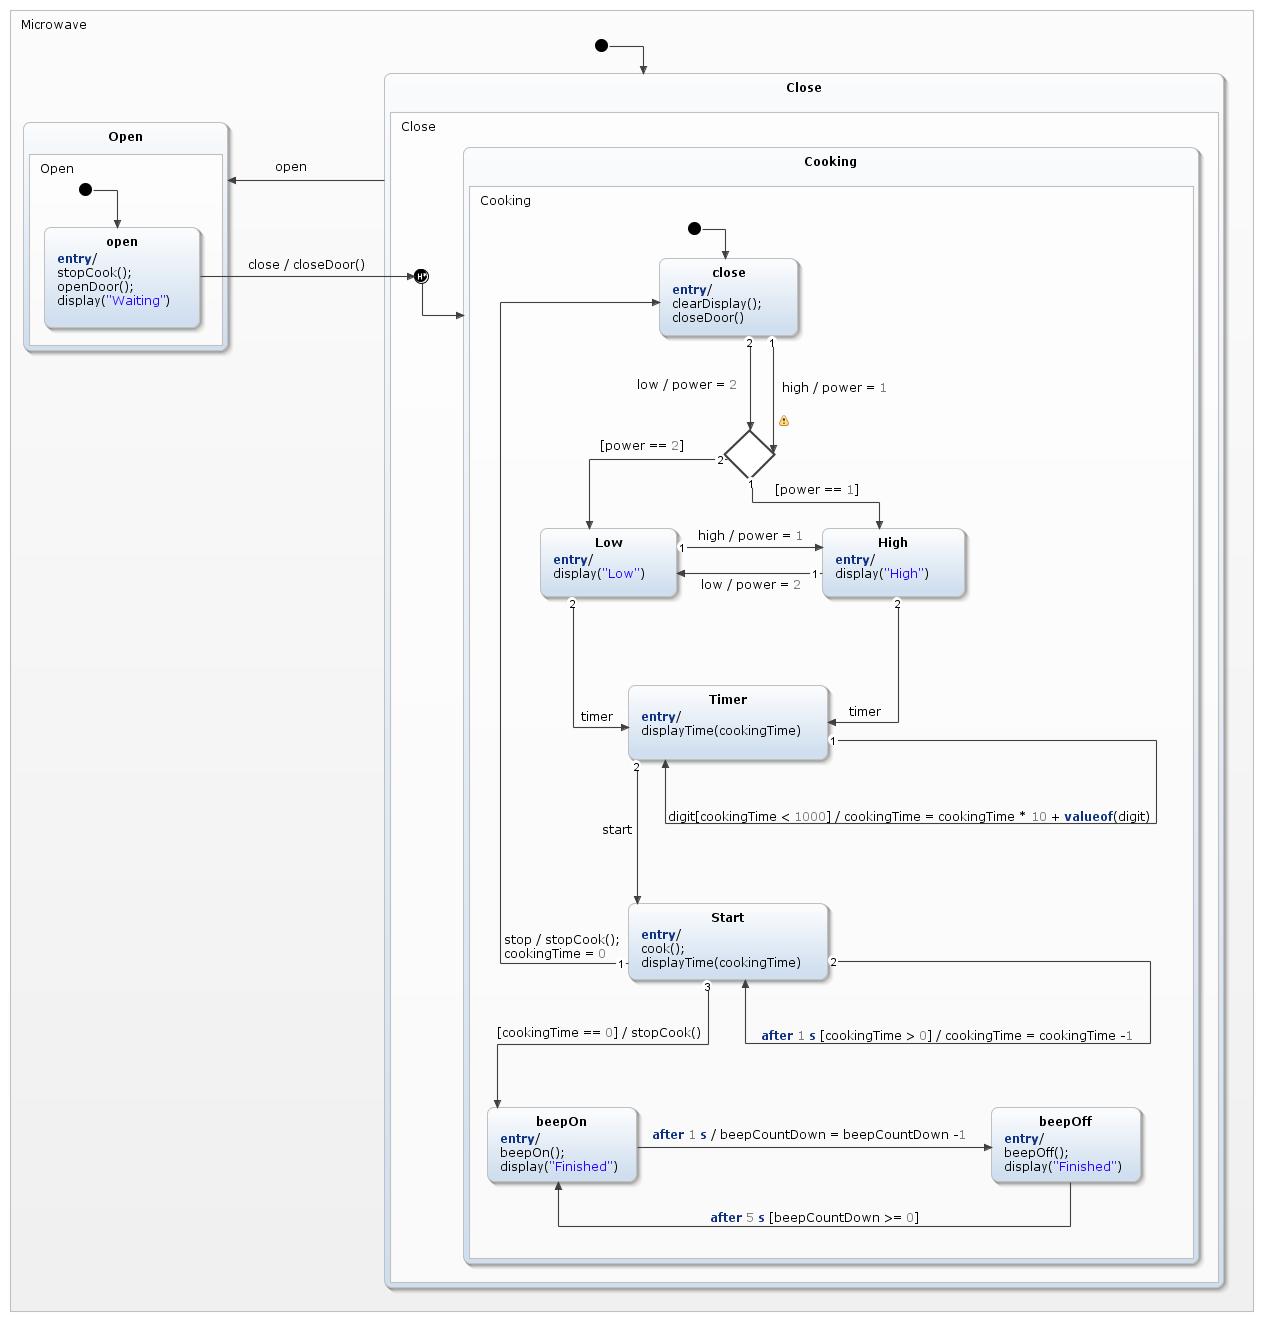 Microwave
Close
Close
Open
Open
open
Cooking
Cooking
open
entry/
stopCook();
openDoor();
display("Waiting")
close / closeDoor()
H*
close
entry/
clearDisplay();
closeDoor()
2
1
low / power = 2
high / power = 1
[power == 2]
2
1
[power == 1]
Low
entry/
display("Low")
1
high / power = 1
1
low / power = 2
High
entry/
display("High")
2
2
timer
timer
Timer
entry/
displayTime(cookingTime)
1
2
digit[cookingTime < 1000] / cookingTime = cookingTime * 10 + valueof(digit)
start
Start
entry/
cook();
displayTime(cookingTime)
stop / stopCook();
cookingTime = 0
1
2
3
[cookingTime == 0] / stopCook()
after 1 s [cookingTime > 0] / cookingTime = cookingTime -1
beepOn
entry/
beepOn();
display("Finished")
after 1 s / beepCountDown = beepCountDown -1
beepOff
entry/
beepOff();
display("Finished")
after 5 s [beepCountDown >= 0]